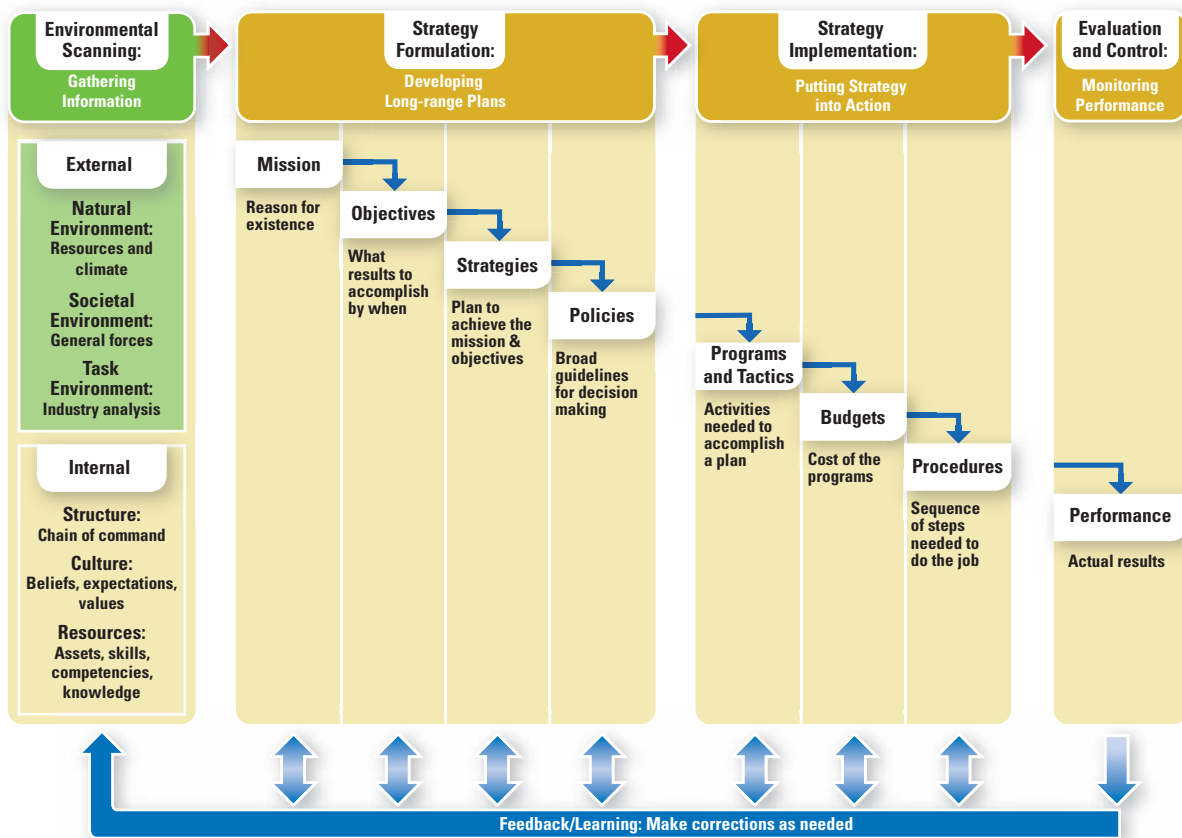 Environmental
Scanning:
Gathering
Information
Strategy
Formulation:
Developing
Long-range Plans
Strategy
Implementation:
Putting Strategy
into Action
Evaluation
and Control:
Monitoring
Performance
External
Natural
Environment:
Resources and
climate
Societal
Environment:
General forces
Task
Environment:
Industry analysis
Internal
Structure:
Chain of command
Culture:
Beliefs, expectations,
values
Resources:
Assets, skills,
competencies,
knowledge
Mission
Reason for
existence
Objectives
What
results to
accomplish
by when
Strategies
Plan to
achieve the
mission &
objectives
Policies
Broad
guidelines
for decision
making
Programs
and Tactics
Activities
needed to
accomplish
a plan
Budgets
Cost of the
programs
Procedures
Sequence
of steps
needed to
do the job
Performance
Actual results
Feedback/Learning: Make corrections as needed